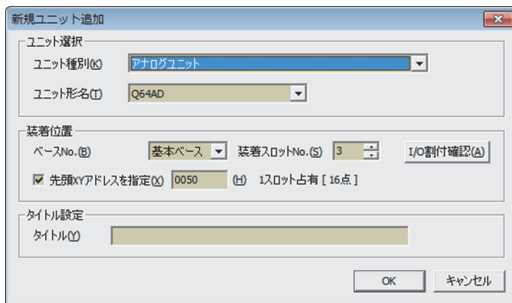 新規ユニット追加
ユニット選択
ユニット種別(K) アナログユニット
ユニット形名(T) Q64AD
装着位置
ベースNo.(B) 基本ベース 装着スロットNo.(S) 3 I/O割付確認(A)
先頭XYアドレスを指定(X) 0050 (H) 1スロット占有 [ 16点 ]
タイトル設定
タイトル(Y)
OK キャンセル